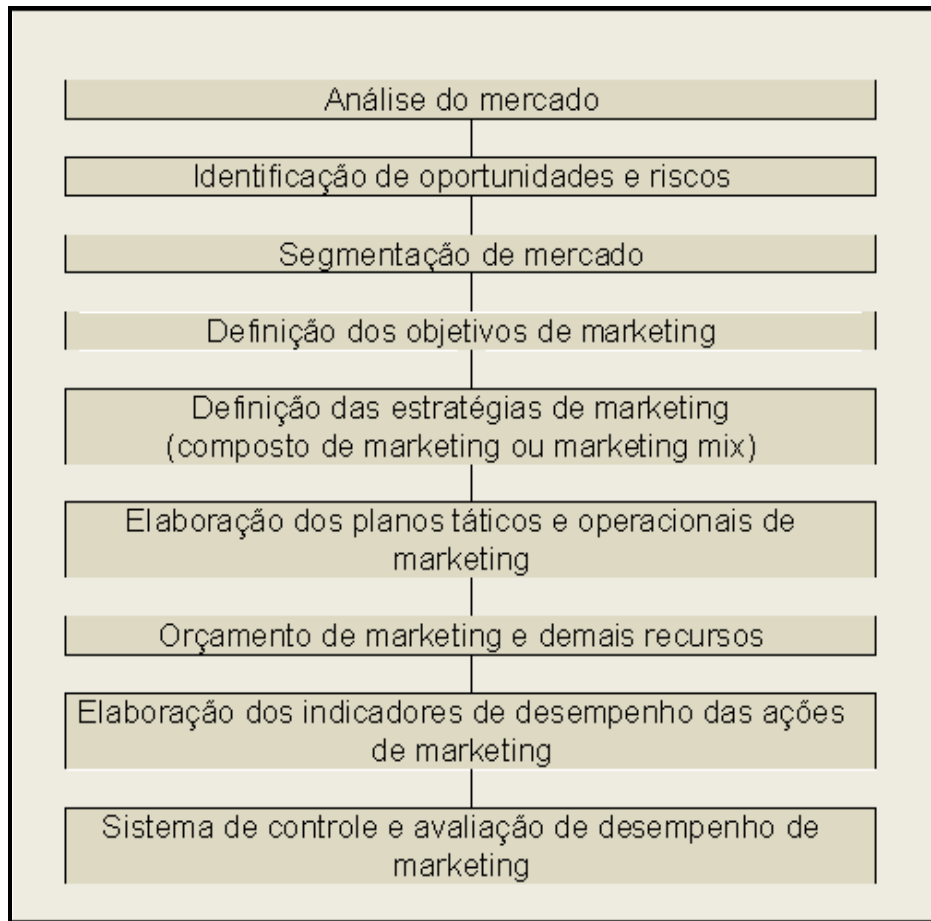 Análise do mercado
Identificação de oportunidades e riscos
Segmentação de mercado
Definição dos objetivos de marketing
Definição das estratégias de marketing
(composto de marketing ou marketing mix)
Elaboração dos planos táticos e operacionais de
marketing
Orçamento de marketing e demais recursos
Elaboração dos indicadores de desempenho das ações
de marketing
Sistema de controle e avaliação de desempenho de
marketing